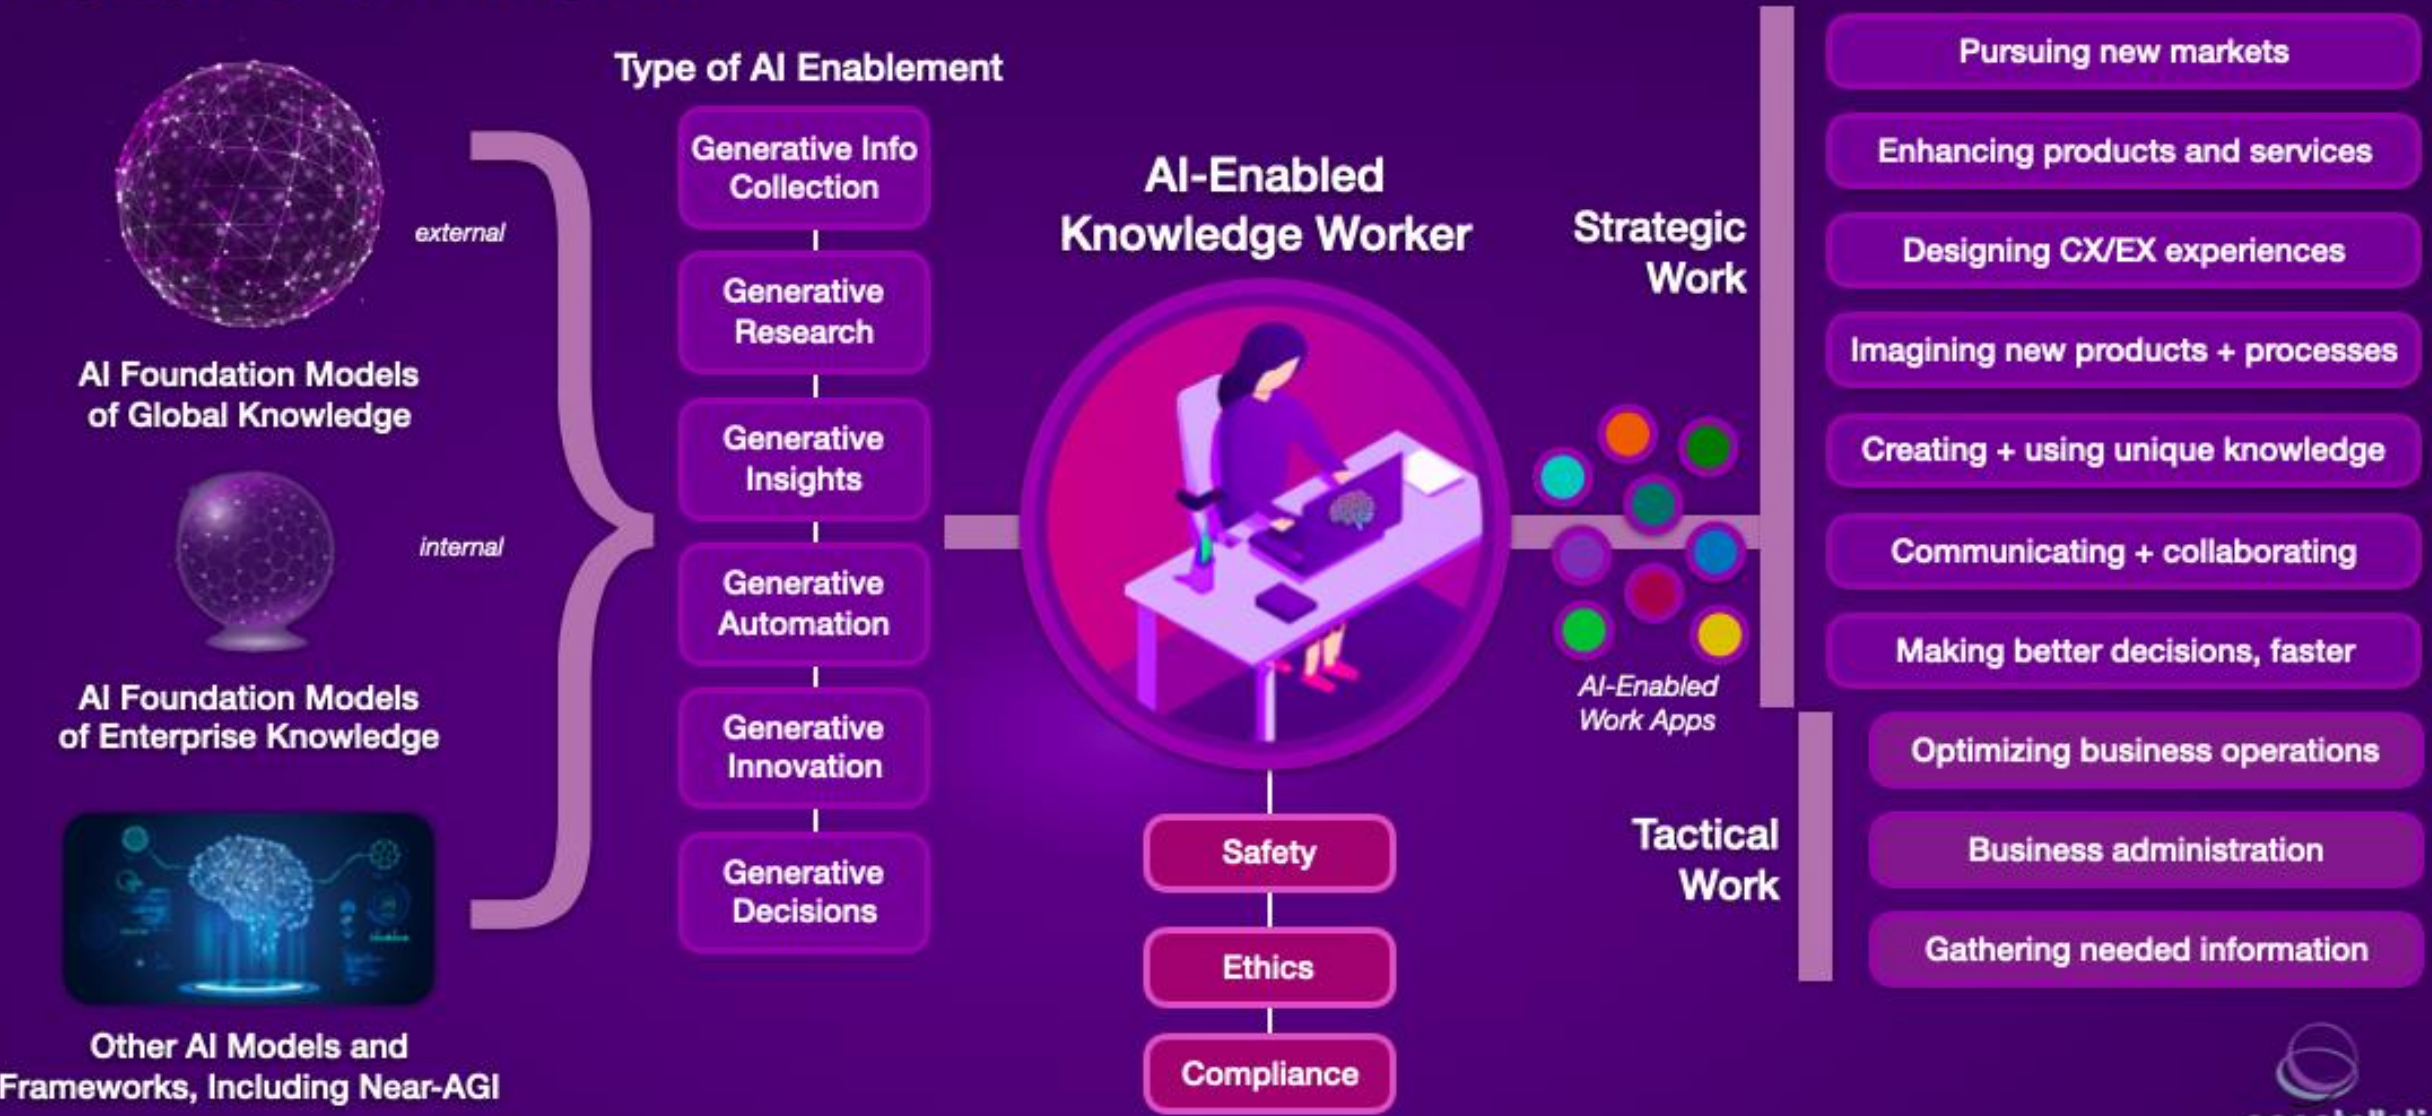 Type of AI Enablement
Generative Info
Collection
Generative
Research
Generative
Insights
Generative
Automation
Generative
Innovation
Generative
Decisions
external
AI Foundation Models
of Global Knowledge
internal
AI Foundation Models
of Enterprise Knowledge
Other AI Models and
Frameworks, Including Near-AGI
AI-Enabled
Knowledge Worker
Safety
Ethics
Compliance
AI-Enabled
Work Apps
Strategic
Work
Pursuing new markets
Enhancing products and services
Designing CX/EX experiences
Imagining new products + processes
Creating + using unique knowledge
Communicating + collaborating
Making better decisions, faster
Tactical
Work
Optimizing business operations
Business administration
Gathering needed information